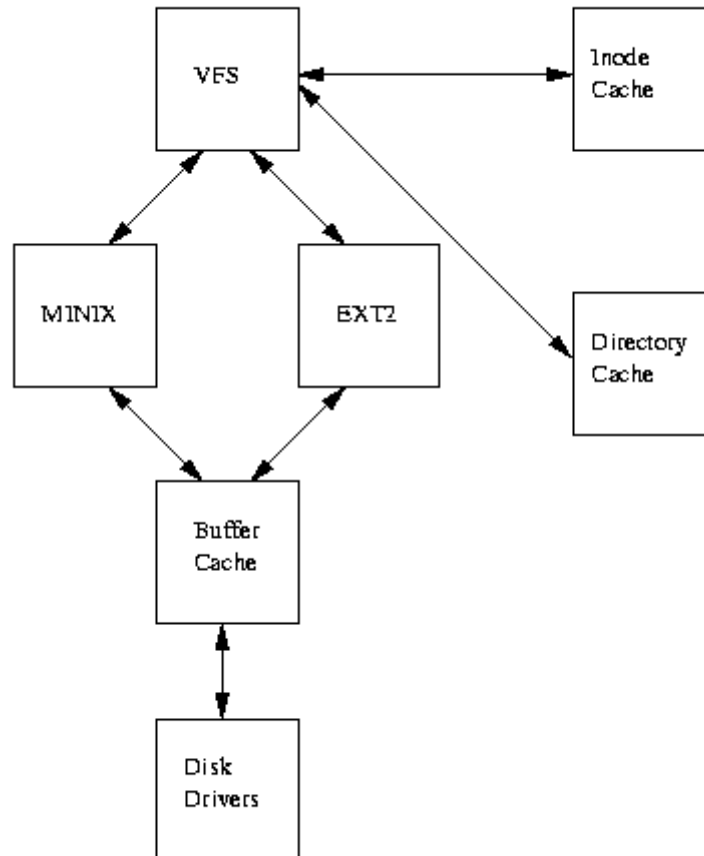 VFS
Inode
Cache
MINIX
EXT2
Directory
Cache
Buffer
Cache
Disk
Drivers